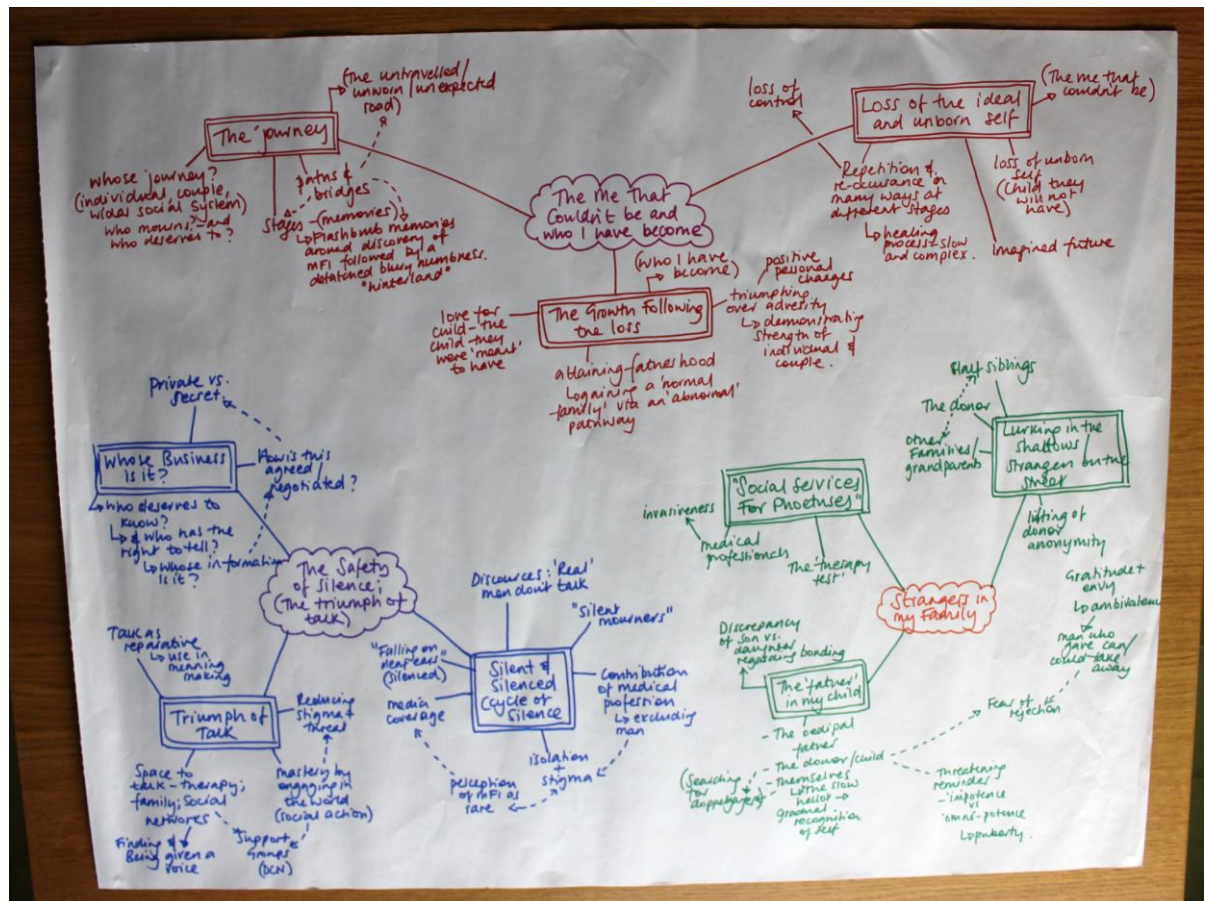 The 'journey
(The untravelled/
unworn/unexpected
road)
whose journey?
(individual, couple,
wider social system)
who mourns?-and
who deserves to?
paths &
bridges
Stages -(memories)
↳Flashbulb memories
around discovery of
MFI followed by a
detatched blury numbness.
"hinterland"
The Me That
Couldn't be and
who I have become
Loss of the ideal
and unborn self
(The me that
couldn't be)
loss of
control
Repetition &
re-occurance in
many ways at
different stages
↳healing
process-slow
and complex.
loss of unborn
self
(child they
will not
have)
Imagined future
The Growth Following
the loss
(who I have
become)
love for
child-the
child they
were 'meant'
to have
positive
personal
changes
triumphing
over advesity
↳demonstrating
strength of
individual &
couple.
attaining-fatherhood
↳gaining a 'normal
family' via an 'abnormal'
pathway
Whose Business
Is it?
Private vs.
Secret.
How is this
agreed/
negotiated?
↳who deserves to
know?
↳& who has the
right to tell?
↳whose information
Is it?
The Safety
of Silence;
(The triumph of
talk)
Triumph of
Talk
Talk as
reparative
↳use in
making
Reducing
stigma +
threat
Space to
talk-therapy;
family; Social
networks
Finding &
Being given a
voice
Support
Groups
(DCN)
mastery by
engaging in
the world
(social action)
Silent &
Silenced
Cycle of
Silence
Discources: 'Real'
men dont talk
"Silent
mourners"
"Falling on
deaf ears"
(silenced)
media
coverage
Contribution
of medical
profession
↳excluding
man
isolation
+
stigma
perception
of MFI as
rare
Strangers in
my Family
"Social Services
For Phoetuses"
invasiveness
medical
professionals
The 'therapy
test'
Lurking in the
Shadows /
Stranger on the
Street
Half siblings
The donor
other
Families/
grandparents
lifting of
donor
anonymity
The 'father'
in my child
Discrepancy
of Son vs.
daughter
regarding bonding
- The oedipal
father
- The donor/child
- Themselves
↳The slow
hello! →
gradual
recognition
of self
(Searching
for
doppelgangers)
Gratitude +
envy
↳ambivalence
man who
gave can/
could take
away
Fear of
rejection
Threatening
reminder
-'impotence
vs
'omni-potence
↳puberty.